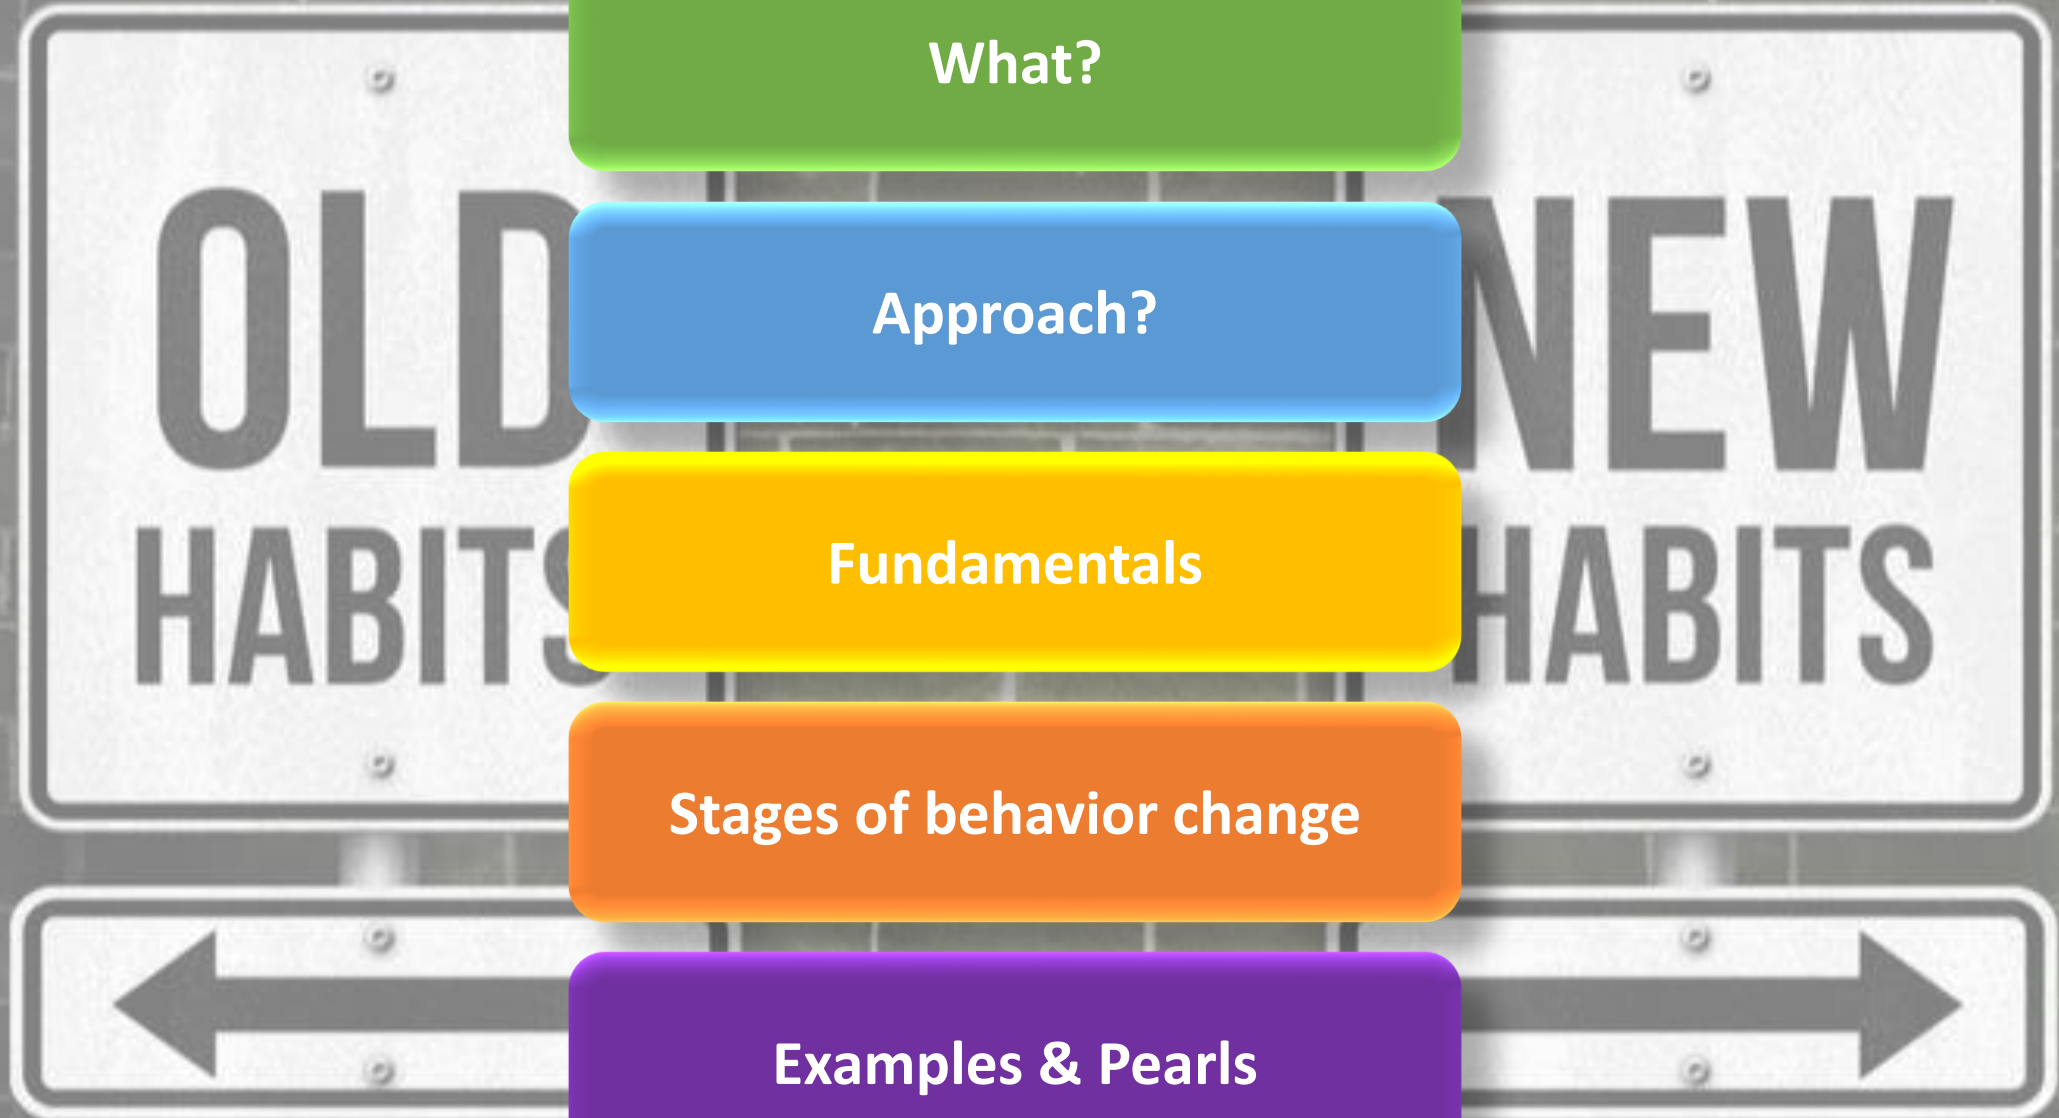 What?
Approach?
Fundamentals
Stages of behavior change
Examples & Pearls
OLD
HABITS
NEW
HABITS